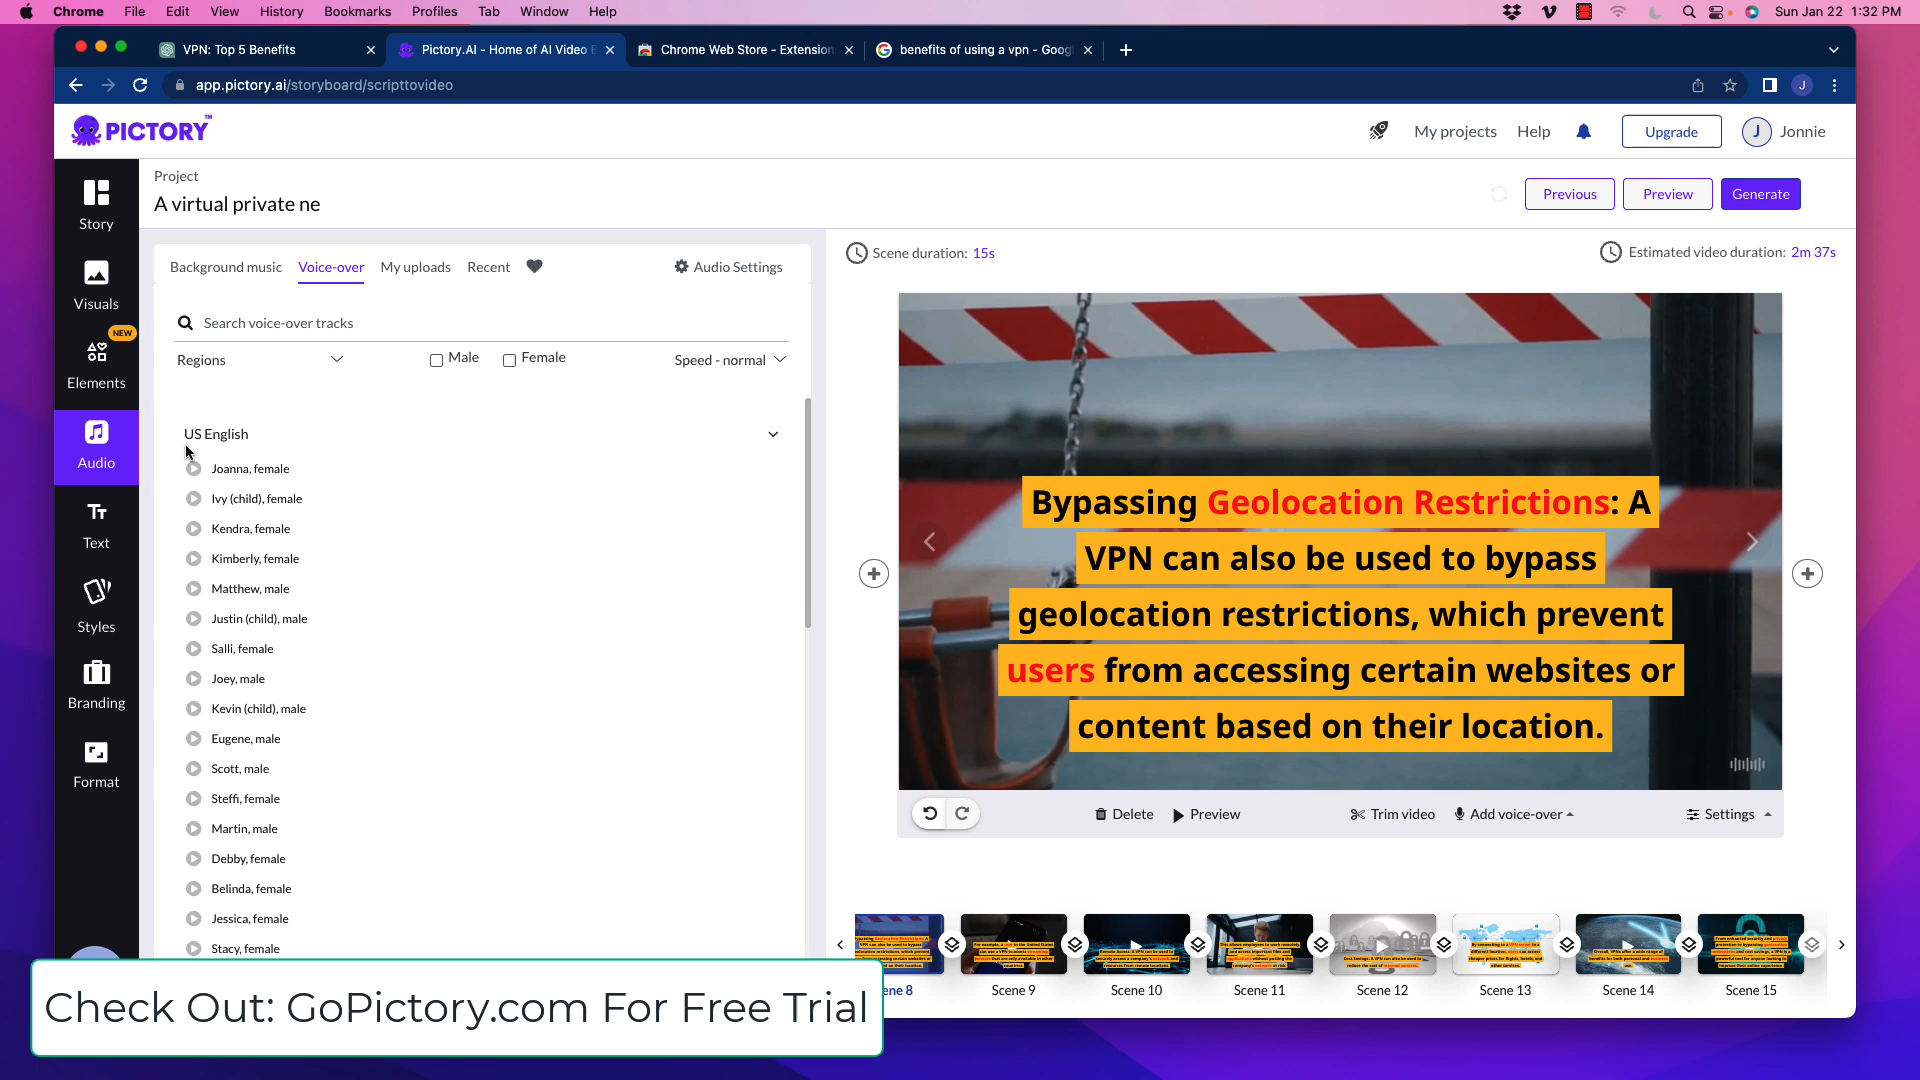 Chrome File Edit View History Bookmarks Profiles Tab Window Help Sun Jan 22 1:32 PM
VPN: Top 5 Benefits Pictory.AI - Home of AI Video E Chrome Web Store - Extension benefits of using a vpn - Goog
app.pictory.ai/storyboard/scripttovideo J
PICTORY™ My projects Help Upgrade J Jonnie
Project
A virtual private ne
Previous Preview Generate
Story
Visuals
NEW
Elements
Audio
Text
Styles
Branding
Format
Background music Voice-over My uploads Recent Audio Settings
Search voice-over tracks
Regions Male Female Speed - normal
US English
Joanna, female
Ivy (child), female
Kendra, female
Kimberly, female
Matthew, male
Justin (child), male
Salli, female
Joey, male
Kevin (child), male
Eugene, male
Scott, male
Steffi, female
Martin, male
Debby, female
Belinda, female
Jessica, female
Stacy, female
Scene duration: 15s Estimated video duration: 2m 37s
Bypassing Geolocation Restrictions: A
VPN can also be used to bypass
geolocation restrictions, which prevent
users from accessing certain websites or
content based on their location.
Delete Preview Trim video Add voice-over Settings
ene 8 Scene 9 Scene 10 Scene 11 Scene 12 Scene 13 Scene 14 Scene 15
Check Out: GoPictory.com For Free Trial